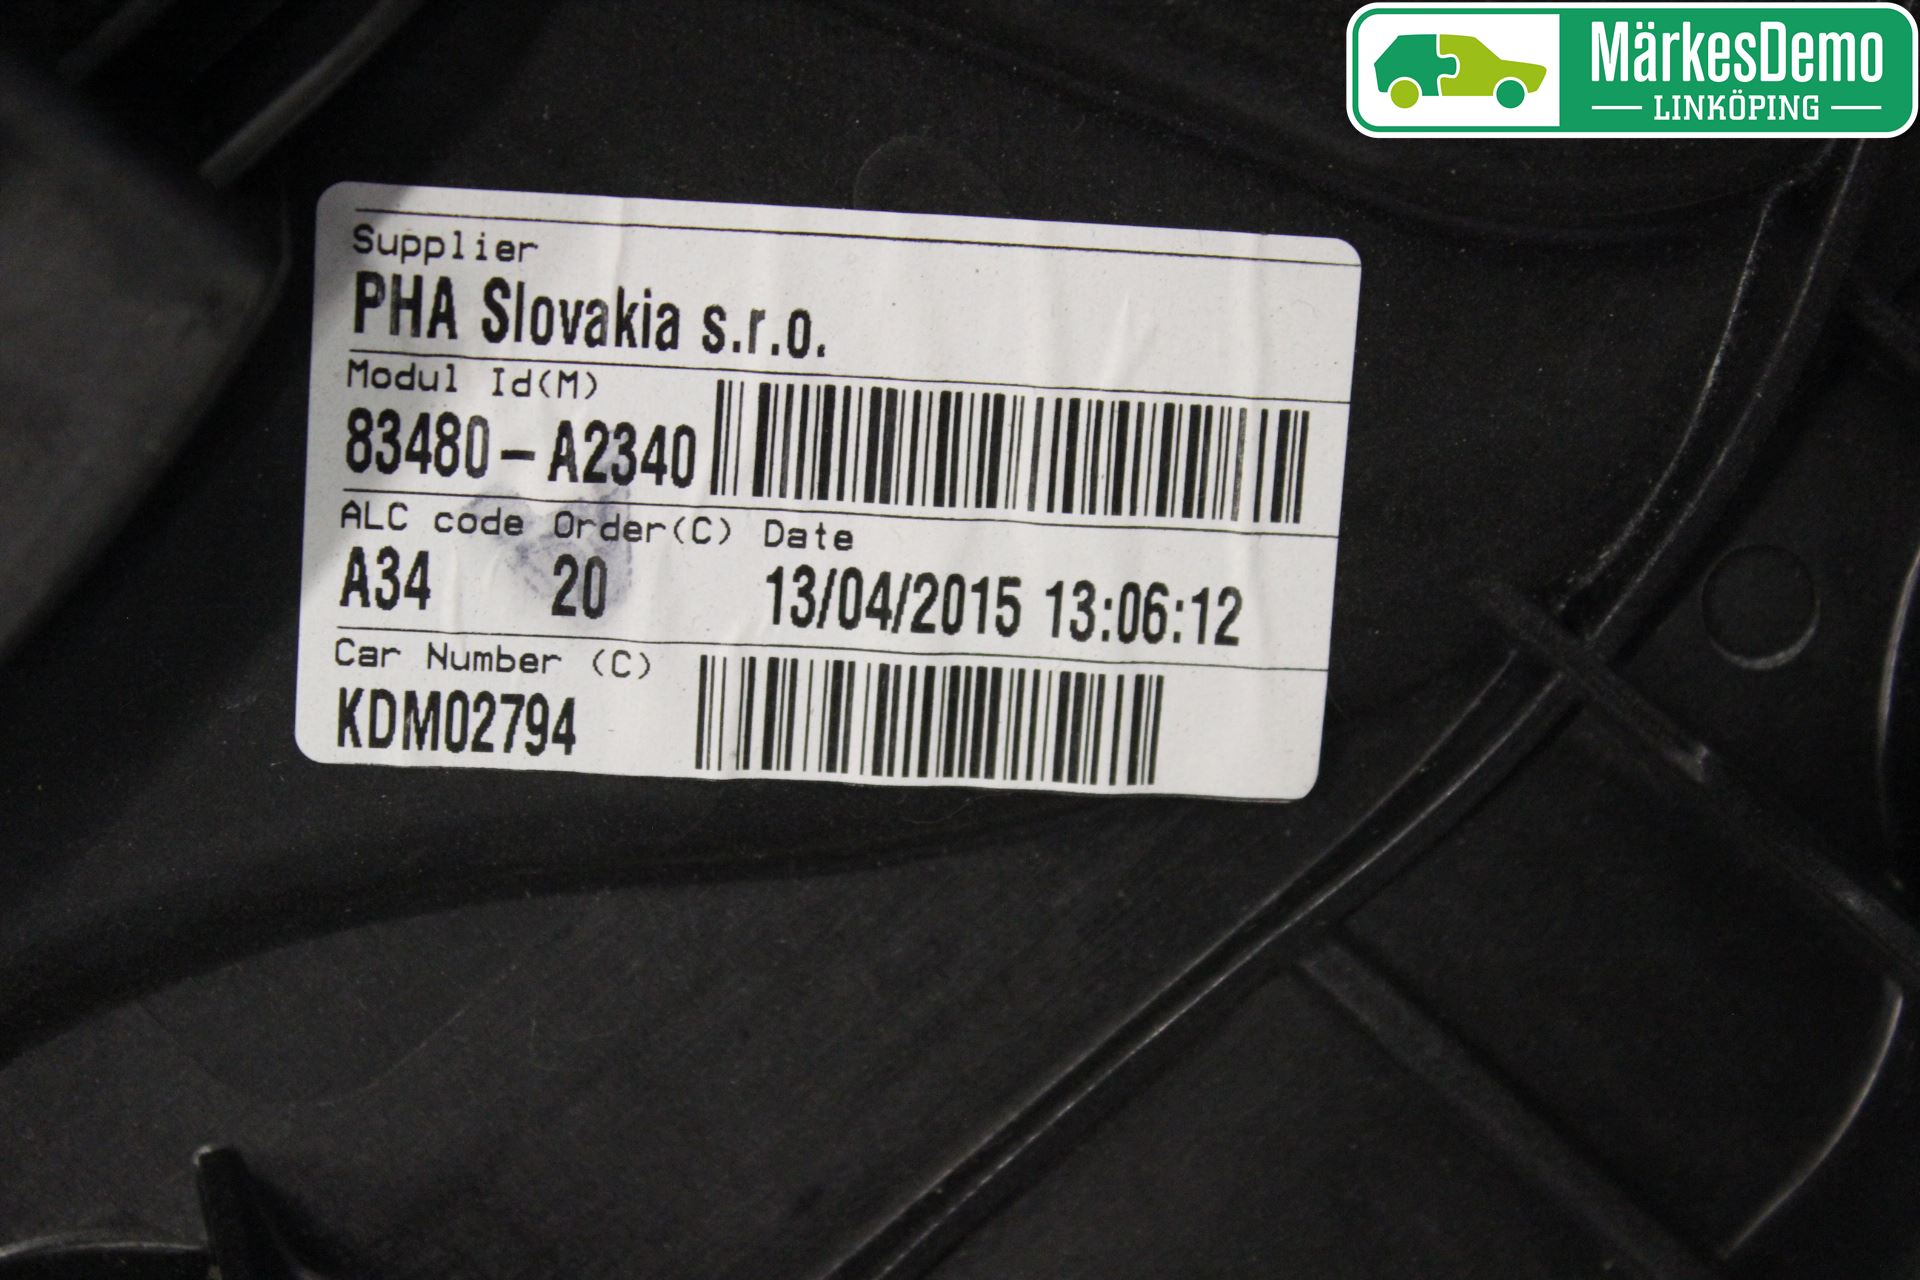 MärkesDemo
LINKÖPING
Supplier
PHA Slovakia s.r.o.
Modul Id(M)
83480-A2340
ALC code Order(C) Date
A34 20 13/04/2015 13:06:12
Car Number (C)
KDM02794